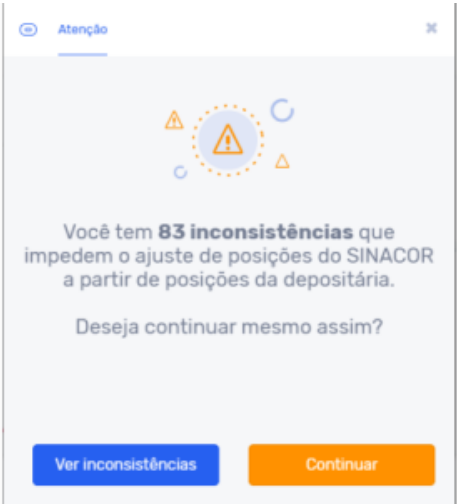 Atenção
Você tem 83 inconsistências que
impedem o ajuste de posições do SINACOR
a partir de posições da depositária.
Deseja continuar mesmo assim?
Ver inconsistências
Continuar